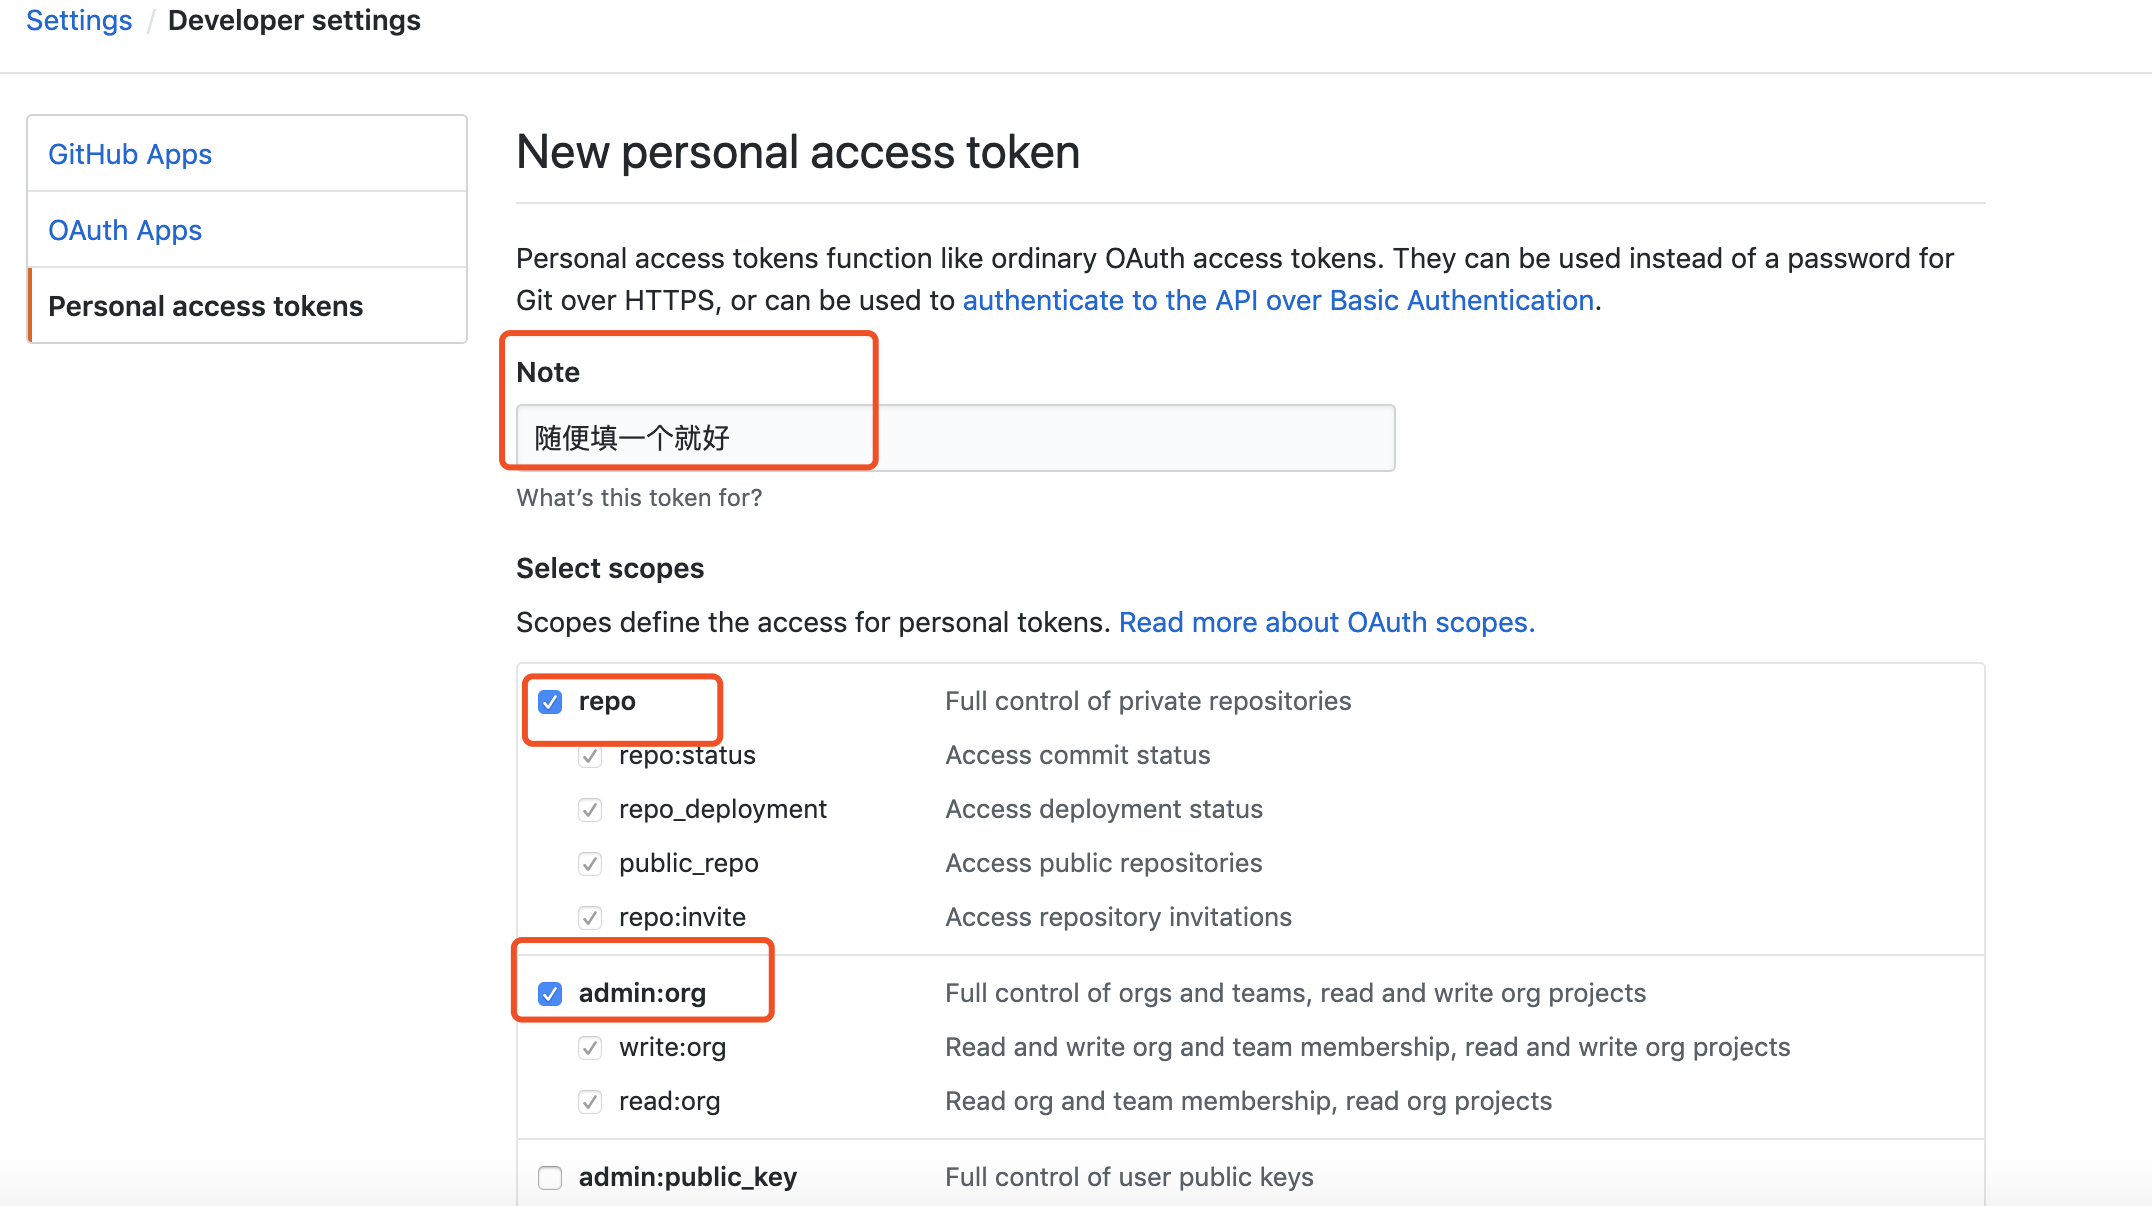 Settings / Developer settings
GitHub Apps
OAuth Apps
Personal access tokens
New personal access token
Personal access tokens function like ordinary OAuth access tokens. They can be used instead of a password for
Git over HTTPS, or can be used to authenticate to the API over Basic Authentication.
Note
随便填一个就好
What's this token for?
Select scopes
Scopes define the access for personal tokens. Read more about OAuth scopes.
repo Full control of private repositories
repo:status Access commit status
repo_deployment Access deployment status
public_repo Access public repositories
repo:invite Access repository invitations
admin:org Full control of orgs and teams, read and write org projects
write:org Read and write org and team membership, read and write org projects
read:org Read org and team membership, read org projects
admin:public_key Full control of user public keys